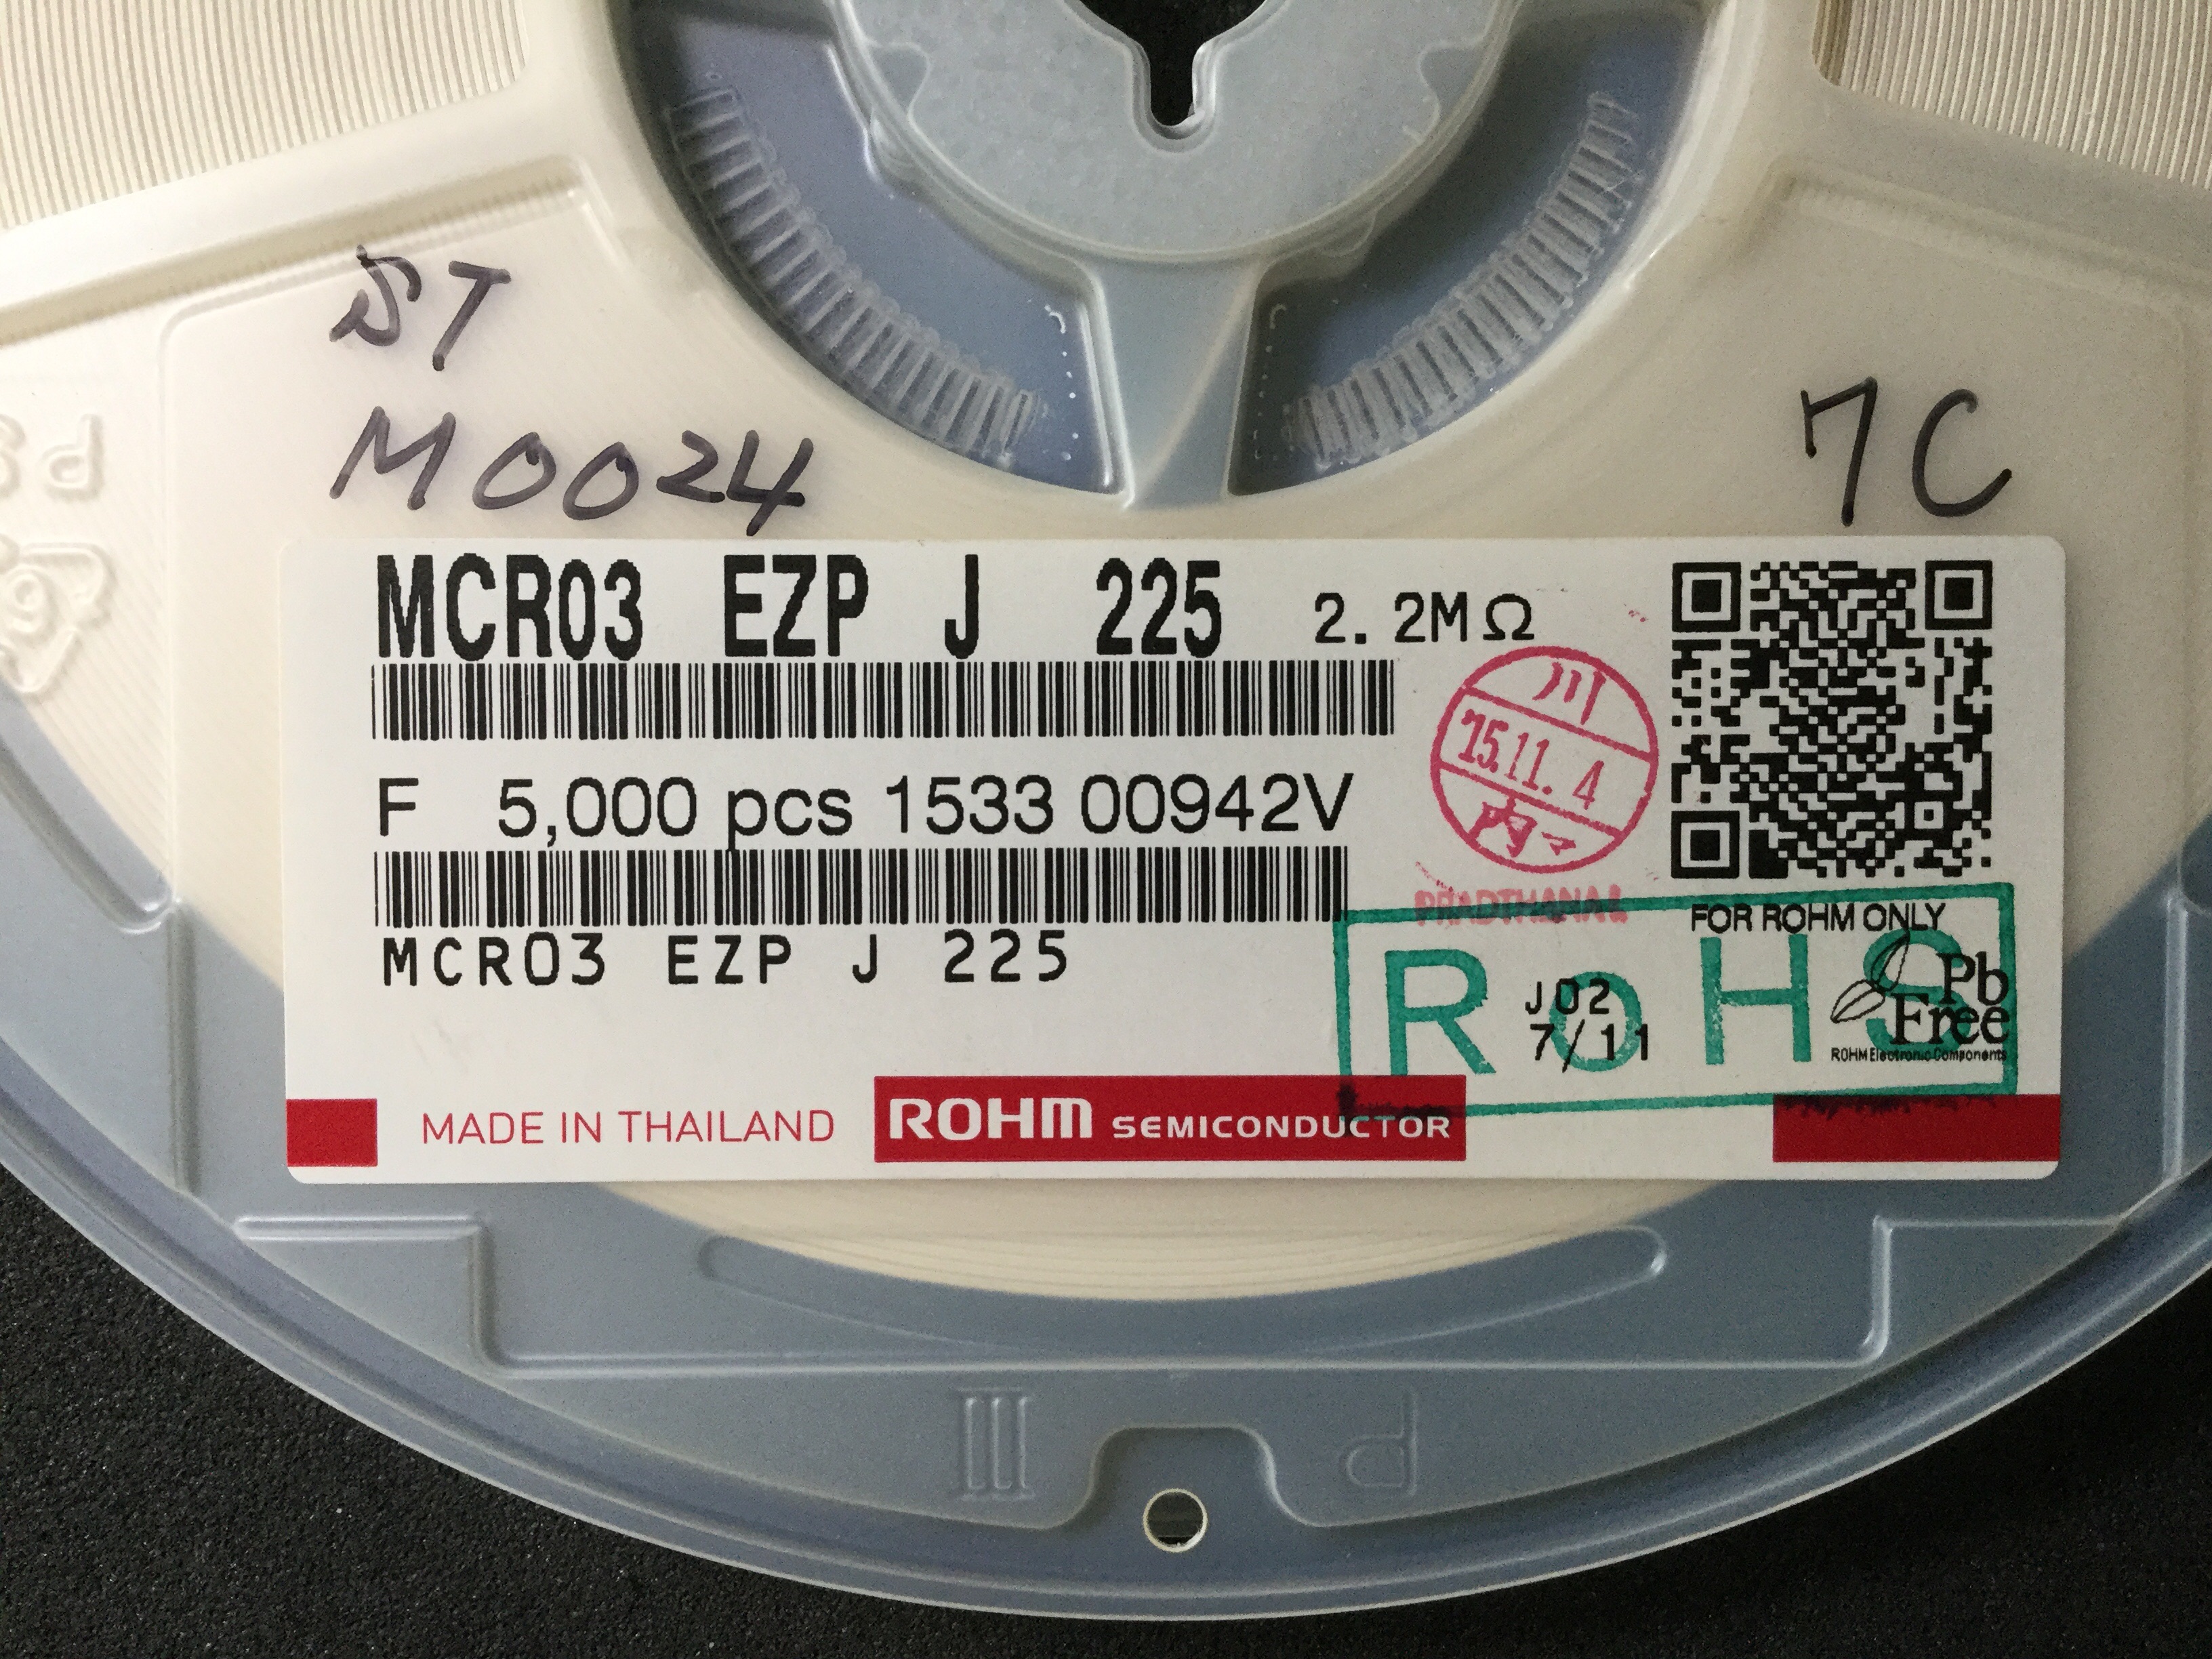 ST
M0024
7C
MCR03 EZP J 225 2.2MΩ
F 5,000 pcs 1533 00942V
MCR03 EZP J 225
川
'15.11.4
内
FOR ROHM ONLY
RoHS
J02
7/11
Pb
Free
ROHM Electronic Components
MADE IN THAILAND
ROHM SEMICONDUCTOR
P